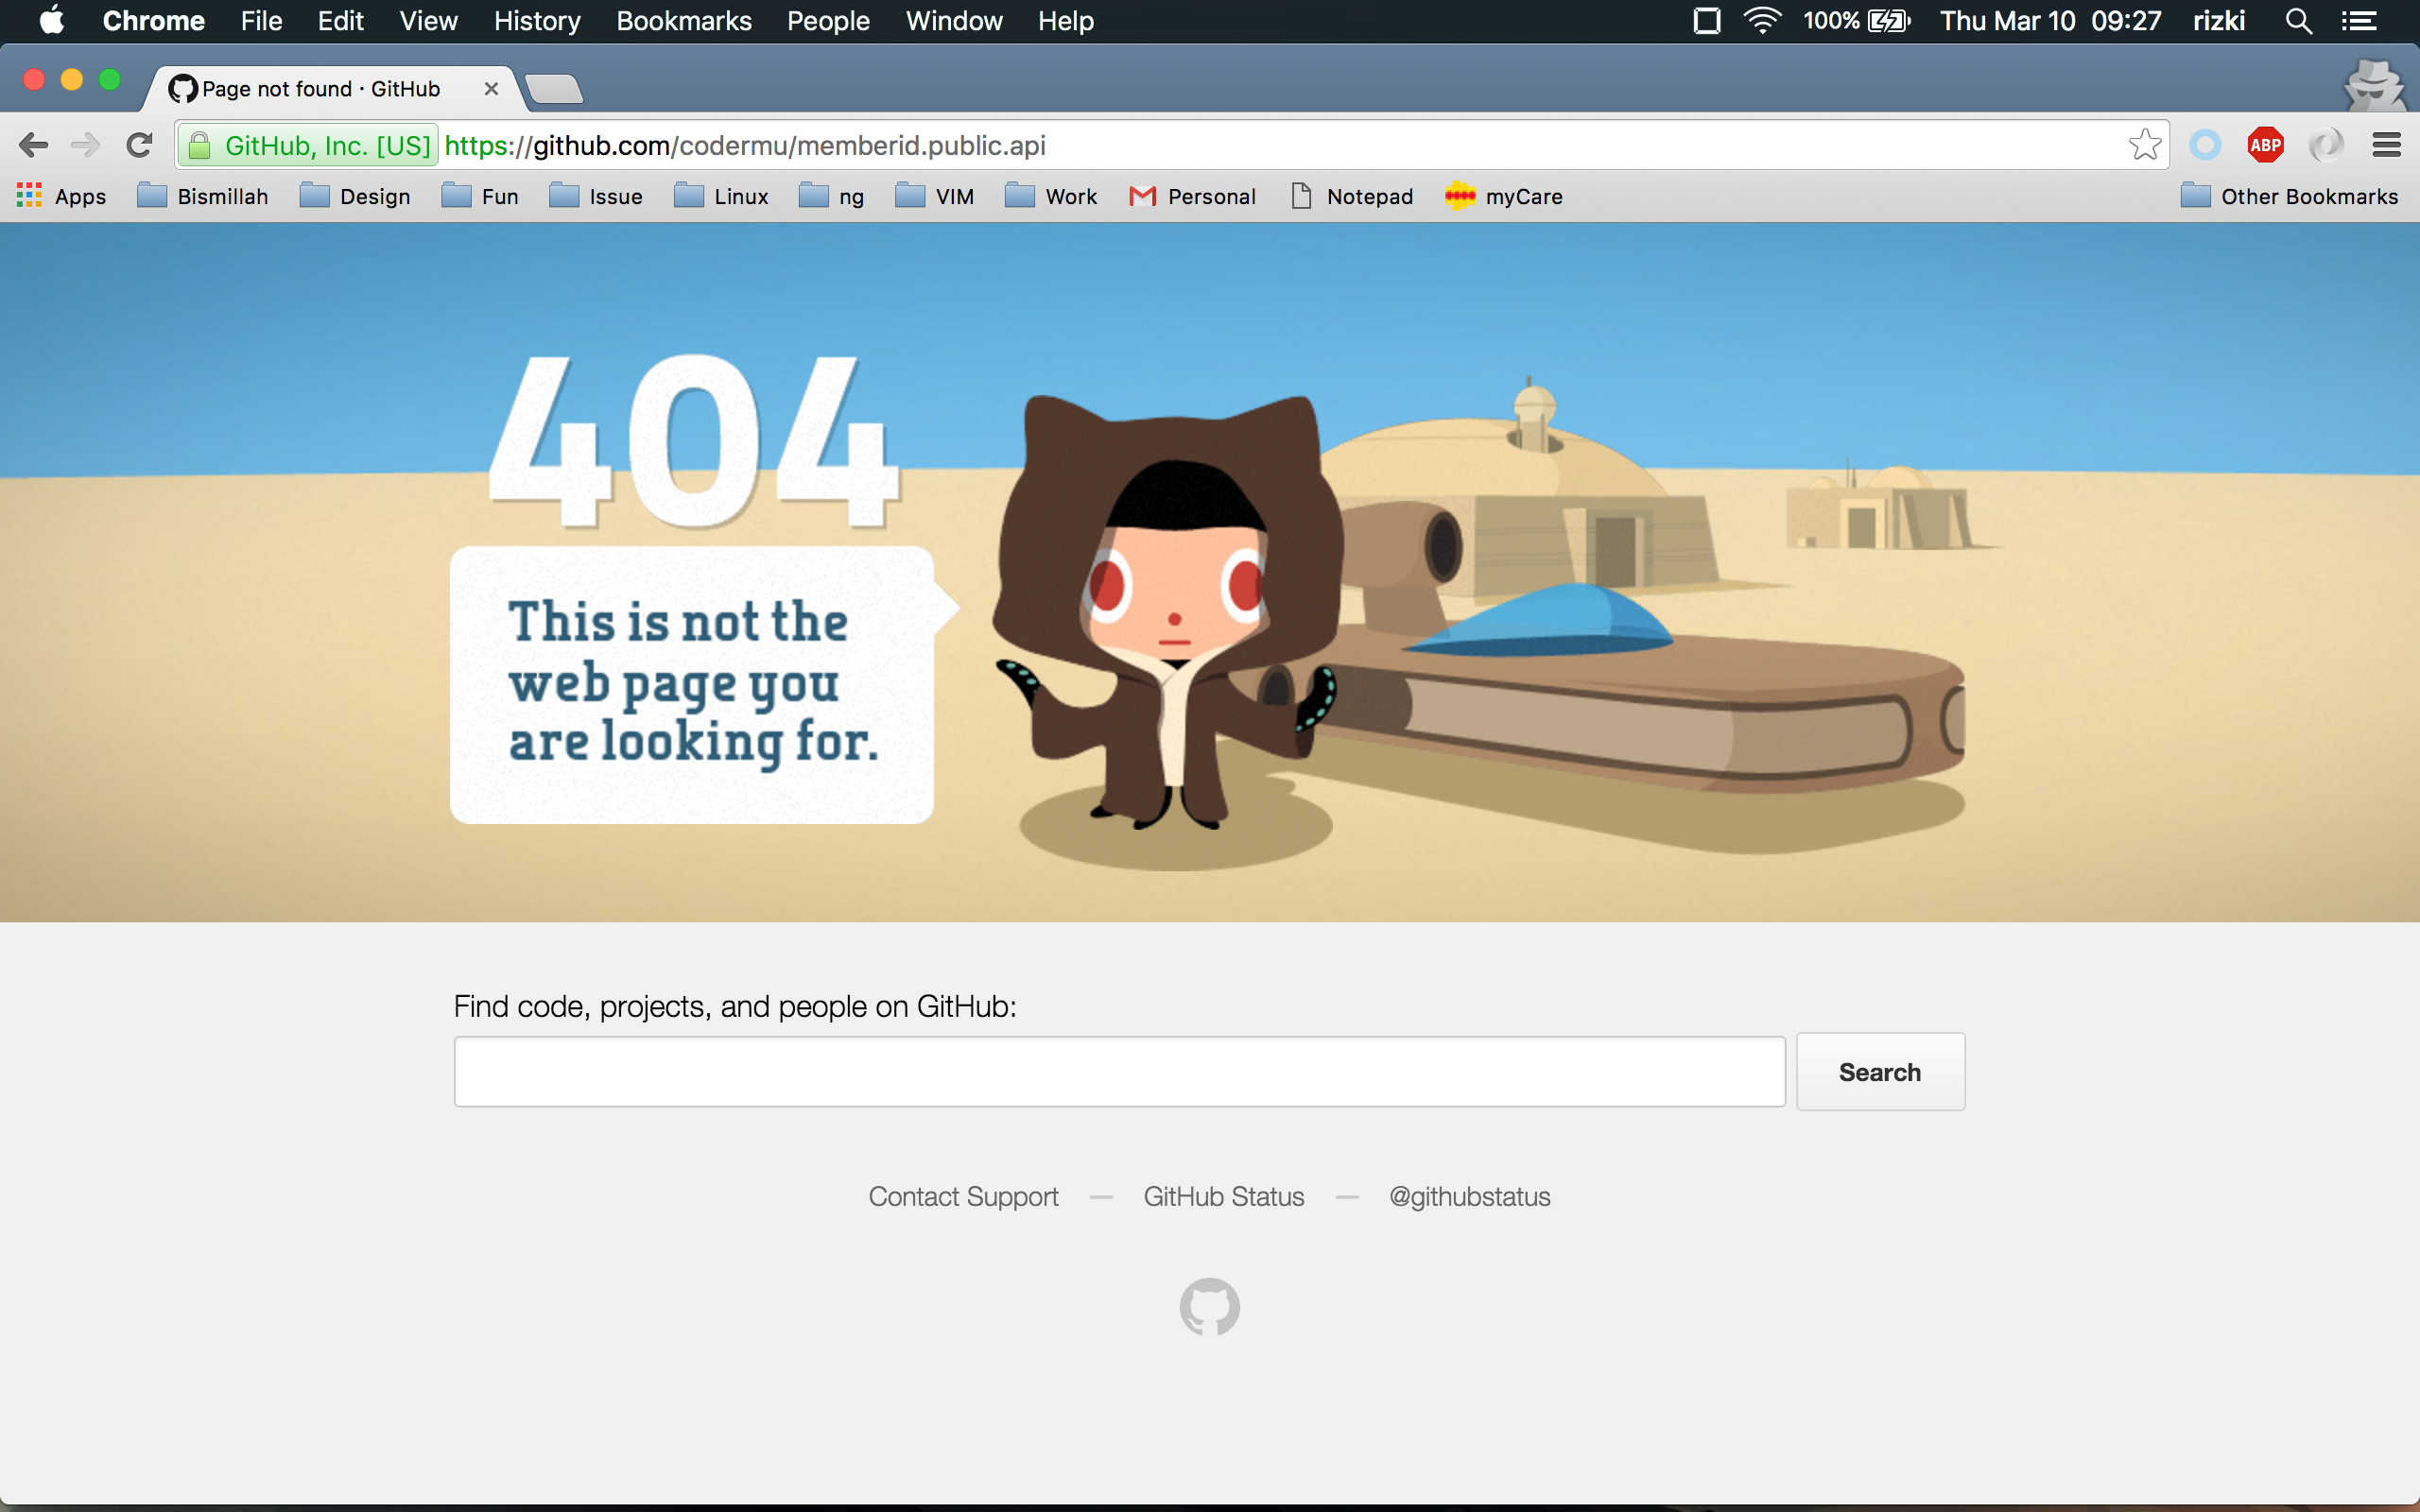 Chrome File Edit View History Bookmarks People Window Help 100% Thu Mar 10 09:27 rizki
Page not found · GitHub
GitHub, Inc. [US] https://github.com/codermu/memberid.public.api ABP
Apps Bismillah Design Fun Issue Linux ng VIM Work Personal Notepad myCare Other Bookmarks
404
This is not the
web page you
are looking for.
Find code, projects, and people on GitHub:
Search
Contact Support — GitHub Status — @githubstatus